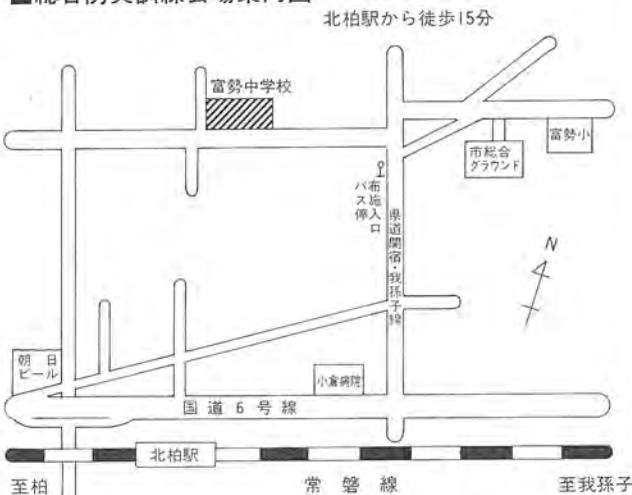 ■総合防災訓練会場案内図
北柏駅から徒歩15分
富勢中学校
富勢小
市総合
グラウンド
布施入口
バス停
県道関宿・我孫子線
N
朝日
ビール
小倉病院
国道6号線
北柏駅
至柏
常磐線
至我孫子